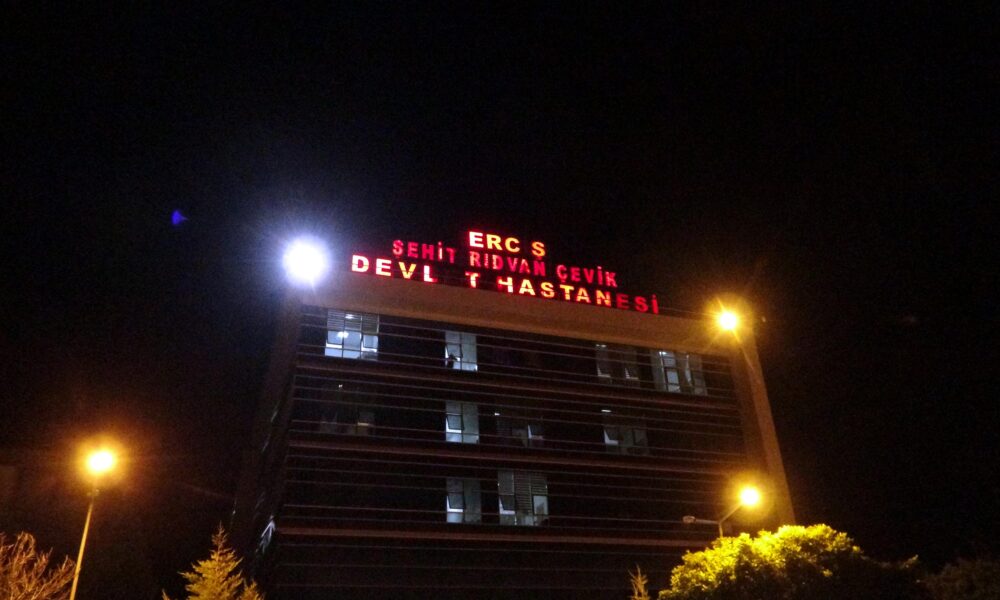 ERC S
ŞEHİT RIDVAN ÇEVİK
DEVL T HASTANESİ